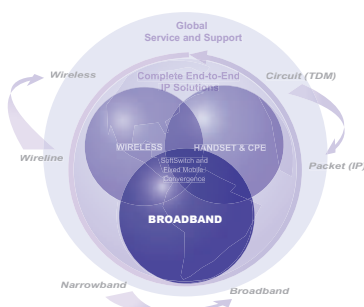 Global
Service and Support
Wireless
Complete End-to-End
IP Solutions
Circuit (TDM)
WIRELESS
HANDSET & CPE
Wireline
SoftSwitch and
Fixed Mobile
Convergence
Packet (IP)
BROADBAND
Narrowband
Broadband